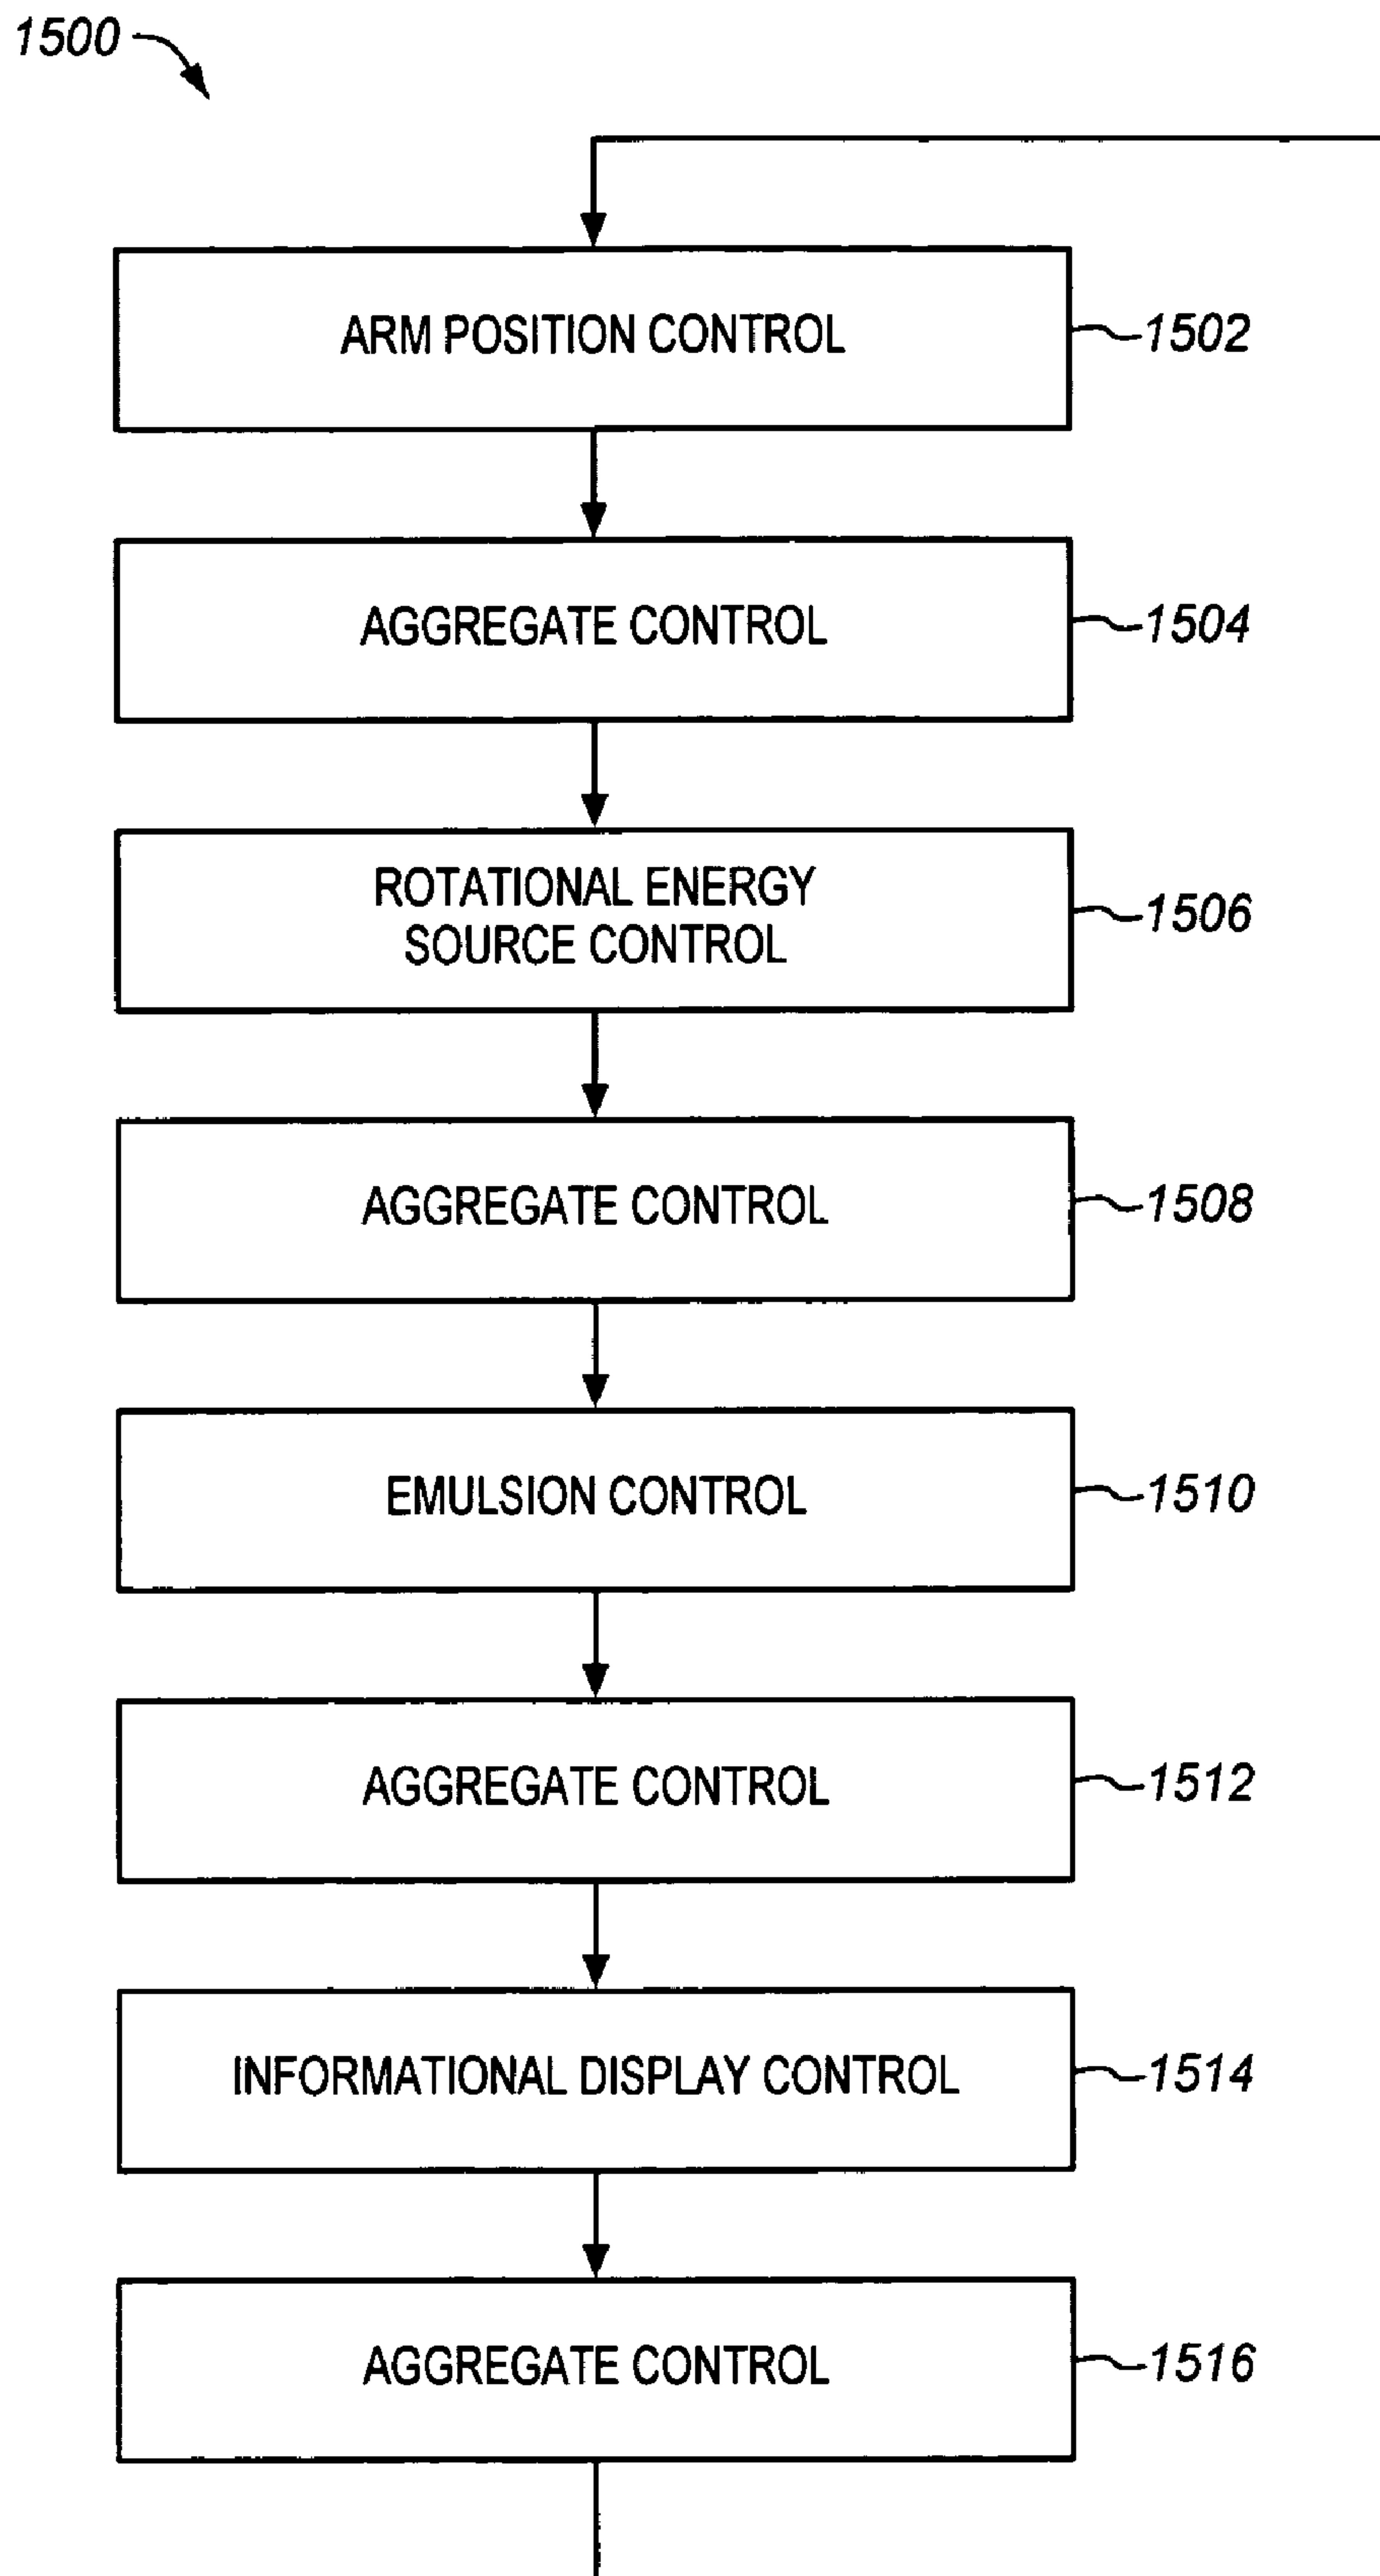 1500
ARM POSITION CONTROL
1502
AGGREGATE CONTROL
1504
ROTATIONAL ENERGY
SOURCE CONTROL
1506
AGGREGATE CONTROL
1508
EMULSION CONTROL
1510
AGGREGATE CONTROL
1512
INFORMATIONAL DISPLAY CONTROL
1514
AGGREGATE CONTROL
1516